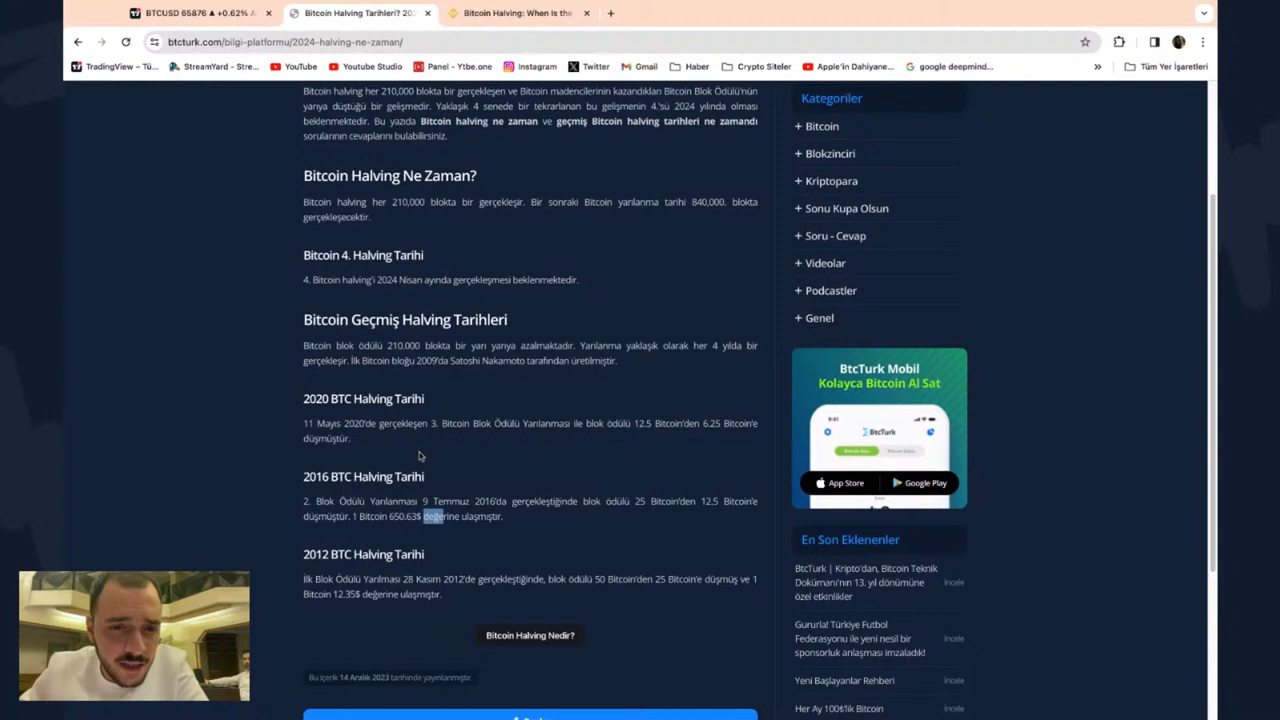 BTCUSD 65876 ▲ +0.62% A
Bitcoin Halving Tarihleri? 202
Bitcoin Halving: When Is the
btcturk.com/bilgi-platformu/2024-halving-ne-zaman/
TradingView – Tü...
StreamYard - Stre...
YouTube
Youtube Studio
Panel - Ytbe.one
Instagram
Twitter
Gmail
Haber
Crypto Siteler
Apple'in Dahiyane...
google deepmind...
»
Tüm Yer İşaretleri
Bitcoin halving her 210,000 blokta bir gerçekleşen ve Bitcoin madencilerinin kazandıkları Bitcoin Blok Ödülü'nün
yarıya düştüğü bir gelişmedir. Yaklaşık 4 senede bir tekrarlanan bu gelişmenin 4.'sü 2024 yılında olması
beklenmektedir. Bu yazıda Bitcoin halving ne zaman ve geçmiş Bitcoin halving tarihleri ne zamandı
sorularının cevaplarını bulabilirsiniz.
Bitcoin Halving Ne Zaman?
Bitcoin halving her 210,000 blokta bir gerçekleşir. Bir sonraki Bitcoin yarılanma tarihi 840,000. blokta
gerçekleşecektir.
Bitcoin 4. Halving Tarihi
4. Bitcoin halving'i 2024 Nisan ayında gerçekleşmesi beklenmektedir.
Bitcoin Geçmiş Halving Tarihleri
Bitcoin blok ödülü 210.000 blokta bir yarı yarıya azalmaktadır. Yarılanma yaklaşık olarak her 4 yılda bir
gerçekleşir. İlk Bitcoin bloğu 2009'da Satoshi Nakamoto tarafından üretilmiştir.
2020 BTC Halving Tarihi
11 Mayıs 2020'de gerçekleşen 3. Bitcoin Blok Ödülü Yarılanması ile blok ödülü 12.5 Bitcoin'den 6.25 Bitcoin'e
düşmüştür.
2016 BTC Halving Tarihi
2. Blok Ödülü Yarılanması 9 Temmuz 2016'da gerçekleştiğinde blok ödülü 25 Bitcoin'den 12.5 Bitcoin'e
düşmüştür. 1 Bitcoin 650.63$ değerine ulaşmıştır.
2012 BTC Halving Tarihi
İlk Blok Ödülü Yarılması 28 Kasım 2012'de gerçekleştiğinde, blok ödülü 50 Bitcoin'den 25 Bitcoin'e düşmüş ve 1
Bitcoin 12.35$ değerine ulaşmıştır.
Bitcoin Halving Nedir?
Bu içerik 14 Aralık 2023 tarihinde yayınlanmıştır.
Kategoriler
+ Bitcoin
+ Blokzinciri
+ Kriptopara
+ Sonu Kupa Olsun
+ Soru - Cevap
+ Videolar
+ Podcastler
+ Genel
BtcTurk Mobil
Kolayca Bitcoin Al Sat
9:41
BtcTurk
App Store
Google Play
En Son Eklenenler
BtcTurk | Kripto'dan, Bitcoin Teknik
Dokümanı'nın 13. yıl dönümüne
özel etkinlikler
İncele
Gururla! Türkiye Futbol
Federasyonu ile yeni nesil bir
sponsorluk anlaşması imzaladık!
İncele
Yeni Başlayanlar Rehberi
İncele
Her Ay 100₺'lik Bitcoin
İncele